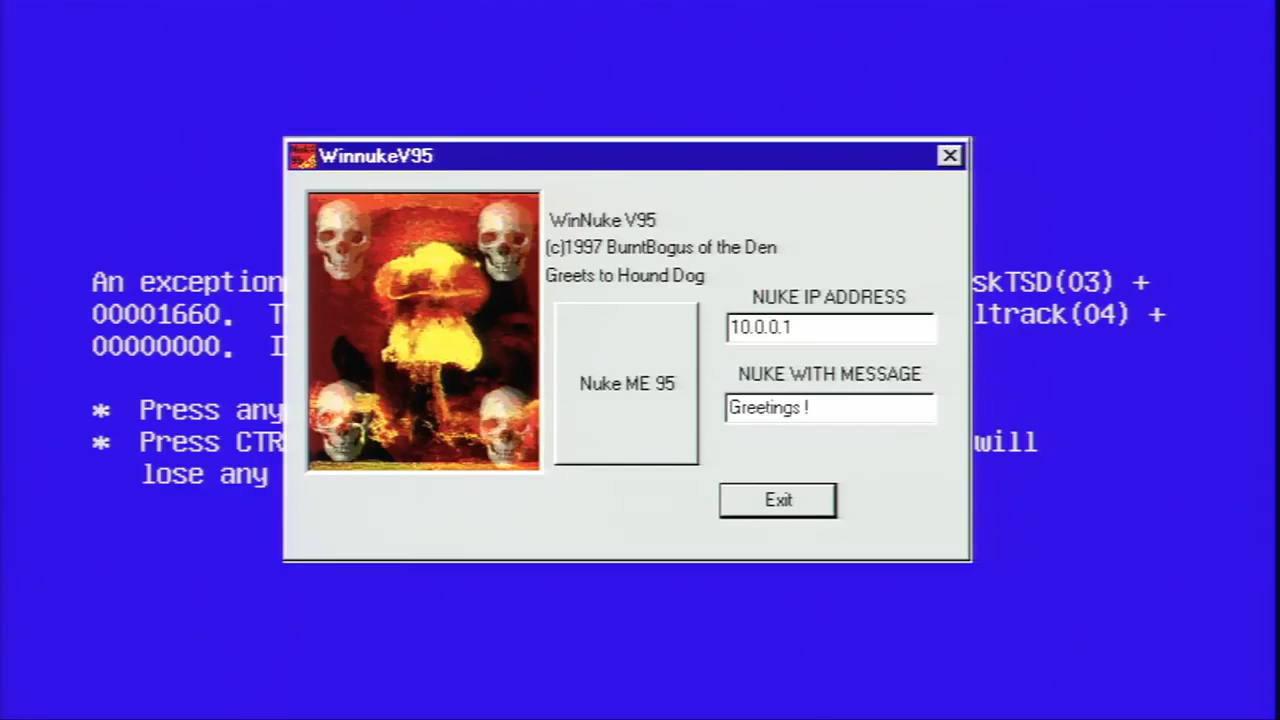 WinnukeV95
WinNuke V95
(c)1997 BurntBogus of the Den
Greets to Hound Dog
NUKE IP ADDRESS
10.0.0.1
Nuke ME 95
NUKE WITH MESSAGE
Greetings !
Exit
An exception skTSD(03) +
00001660. T ltrack(04) +
00000000. I
* Press any
* Press CTR will
lose any